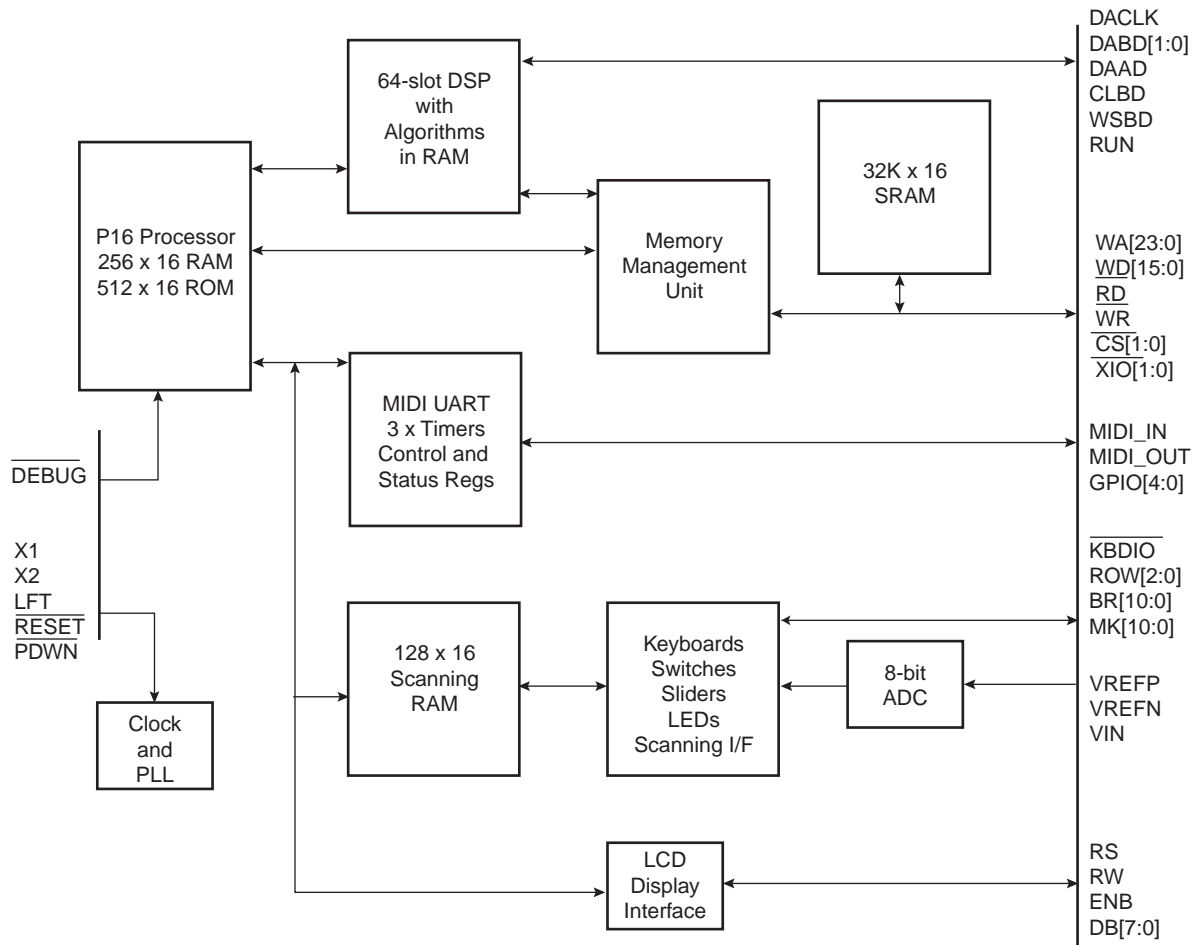 DACLK
DABD[1:0]
DAAD
CLBD
WSBD
RUN
64-slot DSP
with
Algorithms
in RAM
32K x 16
SRAM
P16 Processor
256 x 16 RAM
512 x 16 ROM
Memory
Management
Unit
WA[23:0]
WD[15:0]
RD
WR
CS[1:0]
XIO[1:0]
MIDI UART
3 x Timers
Control and
Status Regs
MIDI_IN
MIDI_OUT
GPIO[4:0]
DEBUG
X1
X2
LFT
RESET
PDWN
KBDIO
ROW[2:0]
BR[10:0]
MK[10:0]
128 x 16
Scanning
RAM
Keyboards
Switches
Sliders
LEDs
Scanning I/F
8-bit
ADC
VREFP
VREFN
VIN
Clock
and
PLL
LCD
Display
Interface
RS
RW
ENB
DB[7:0]